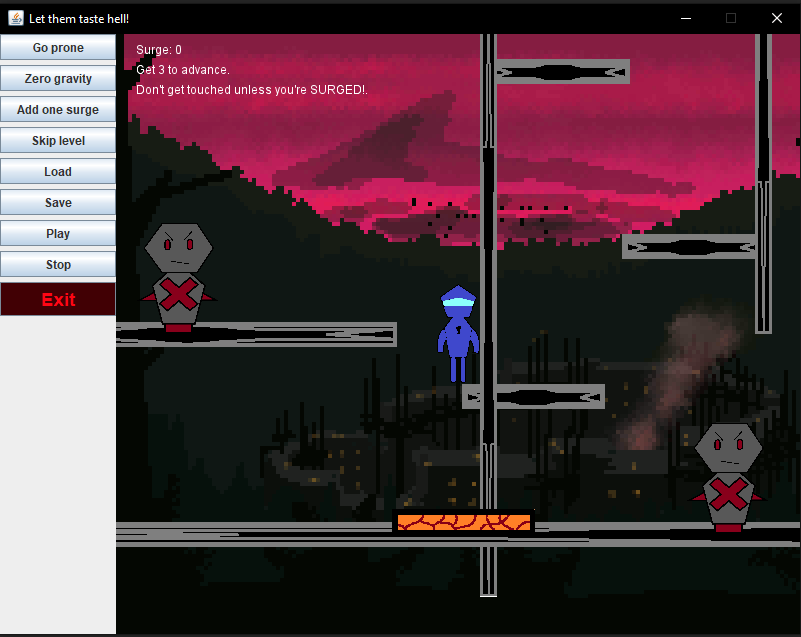 Let them taste hell!
Go prone
Zero gravity
Add one surge
Skip level
Load
Save
Play
Stop
Exit
Surge: 0
Get 3 to advance.
Don't get touched unless you're SURGED!.